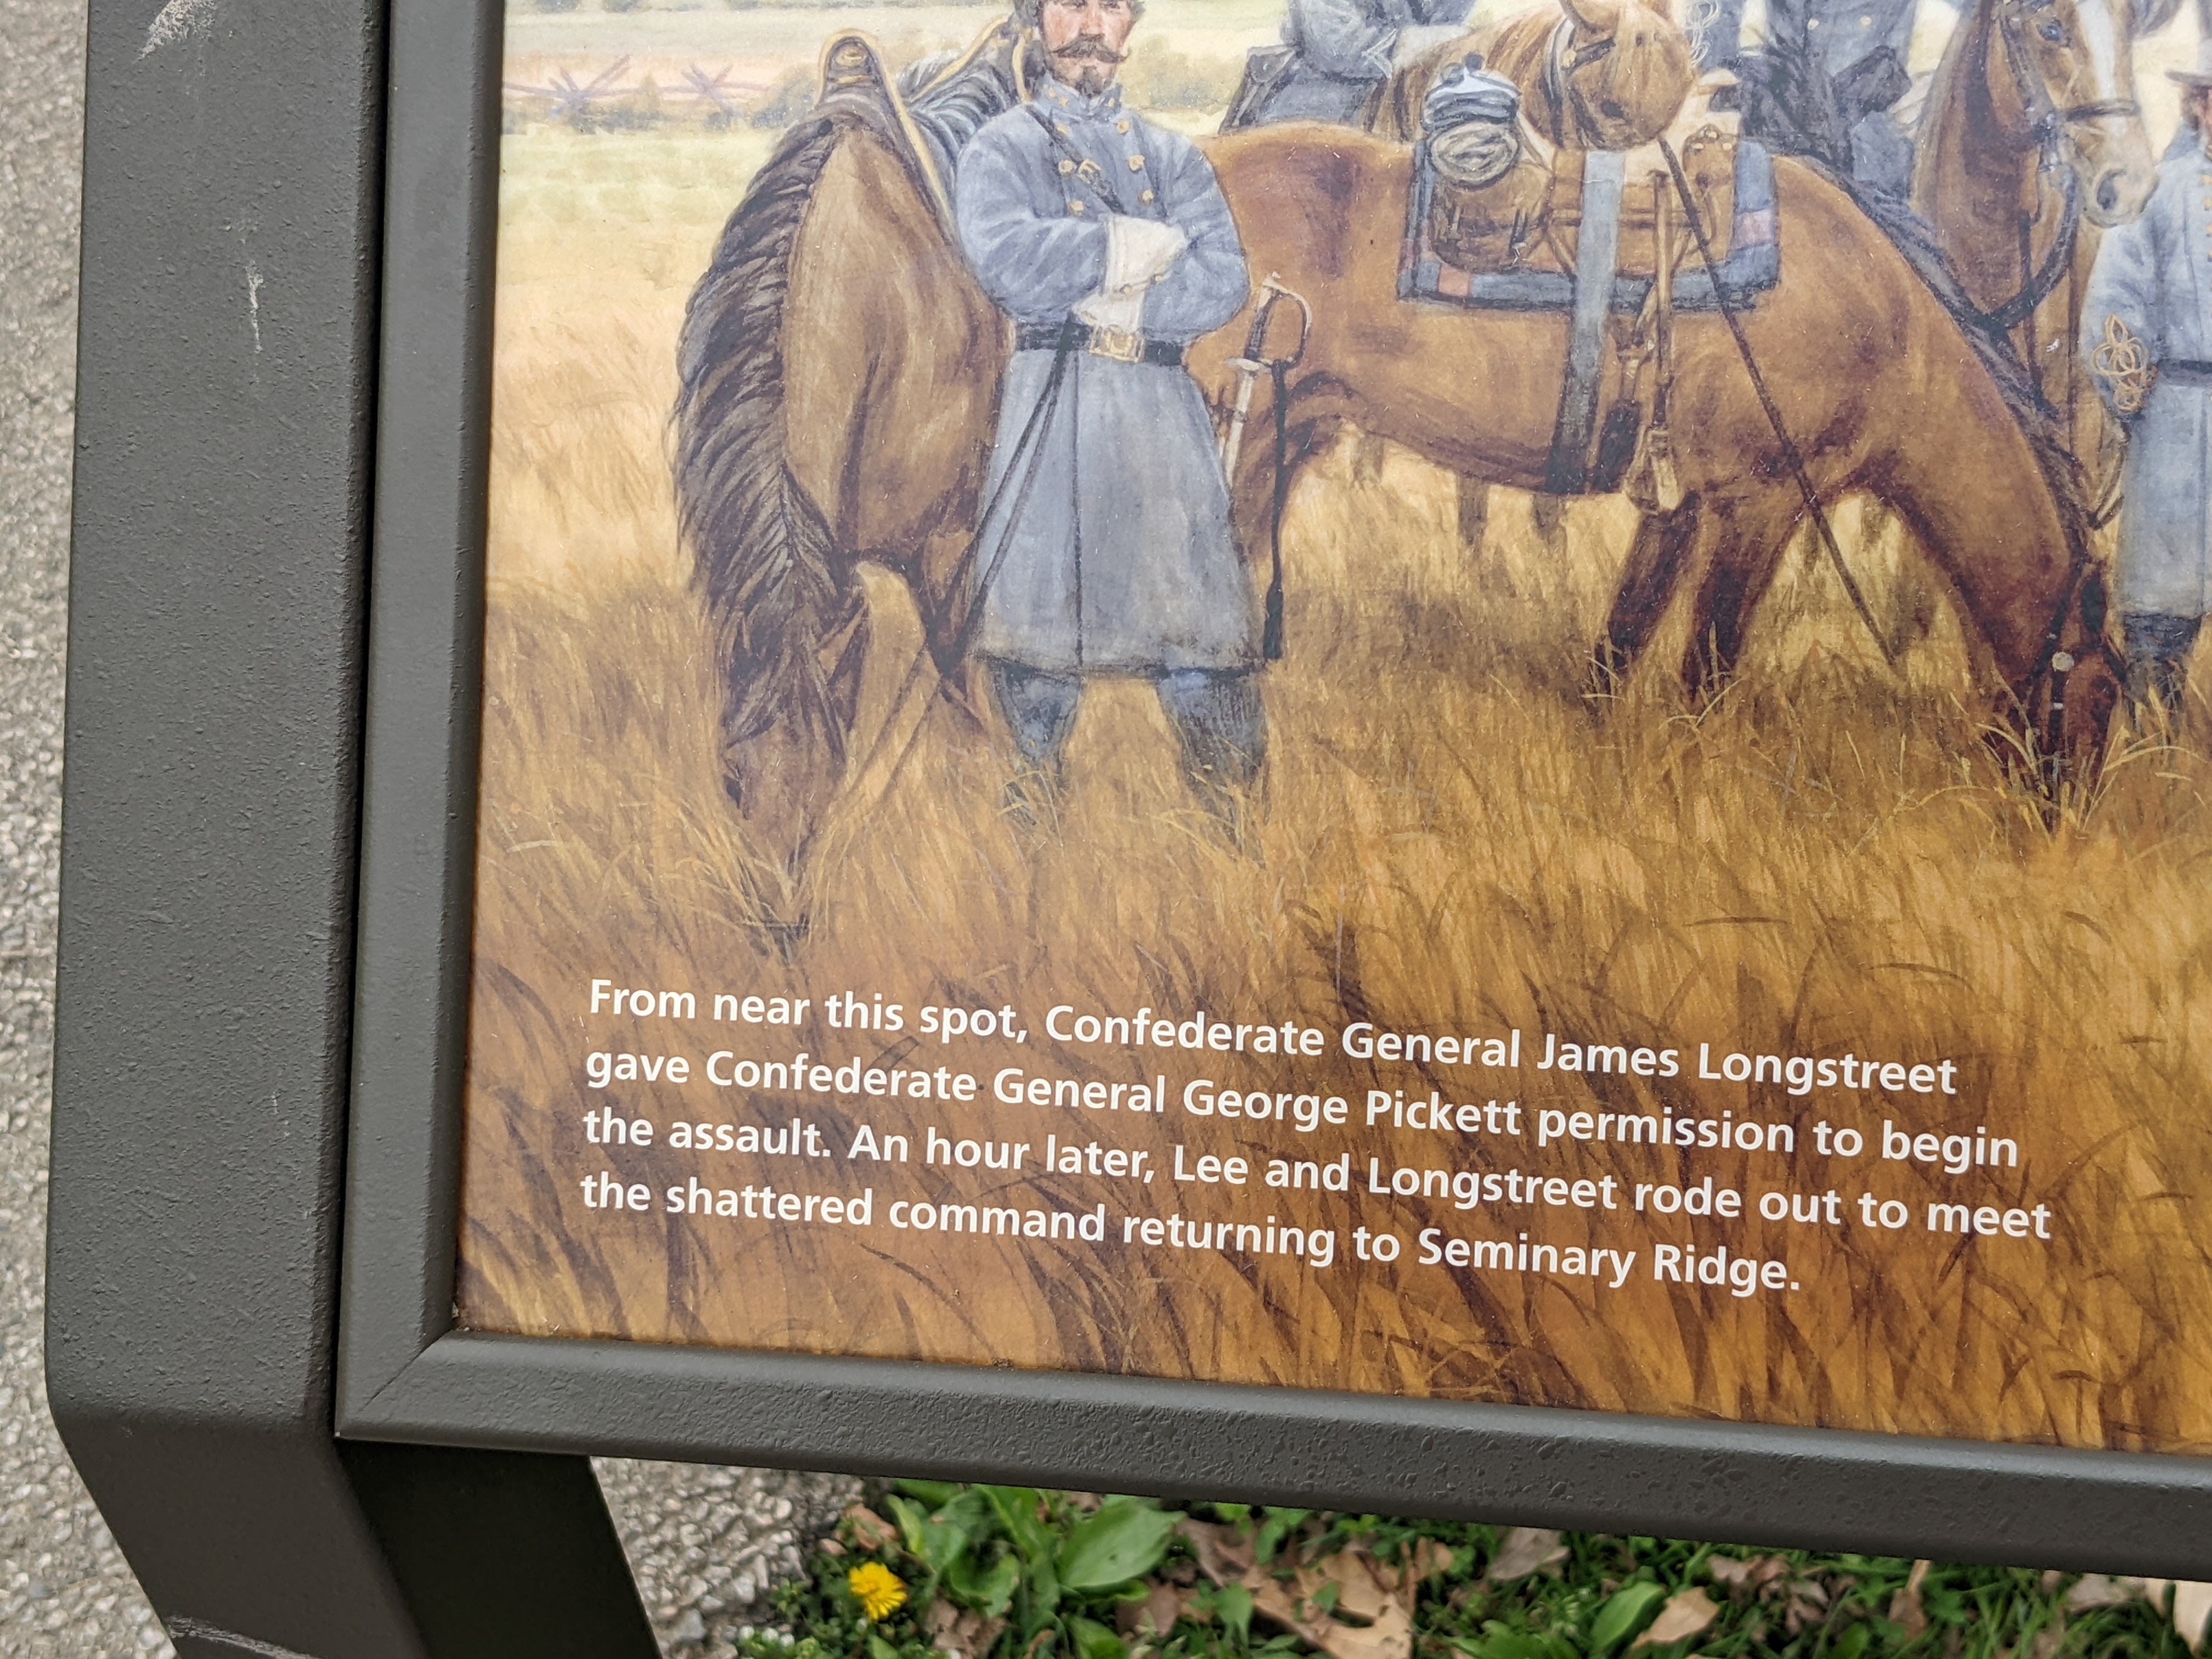 From near this spot, Confederate General James Longstreet
gave Confederate General George Pickett permission to begin
the assault. An hour later, Lee and Longstreet rode out to meet
the shattered command returning to Seminary Ridge.